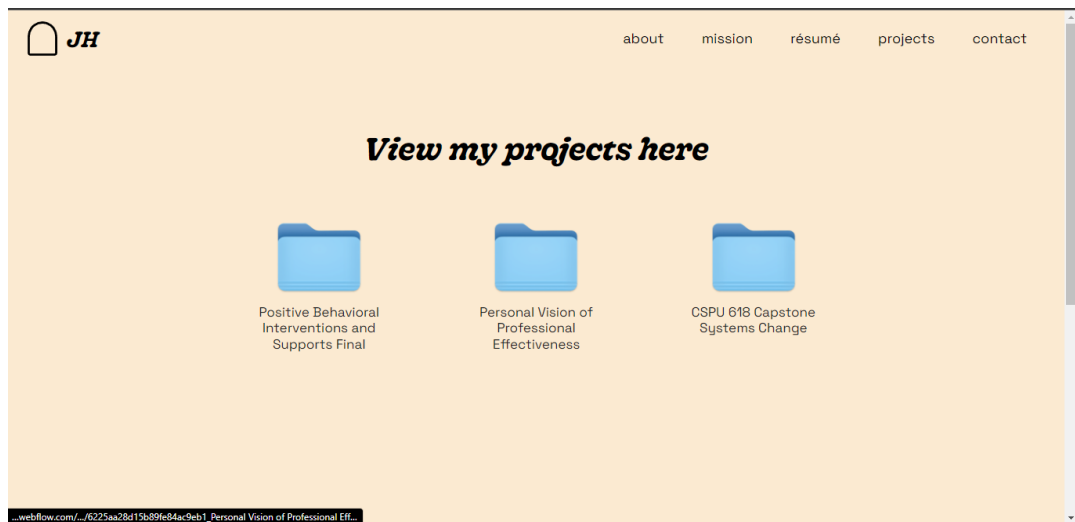 JH
about mission résumé projects contact
View my projects here
Positive Behavioral
Interventions and
Supports Final
Personal Vision of
Professional
Effectiveness
CSPU 618 Capstone
Systems Change
...webflow.com/.../6225aa28d15b89fe84ac9eb1_Personal Vision of Professional Eff...